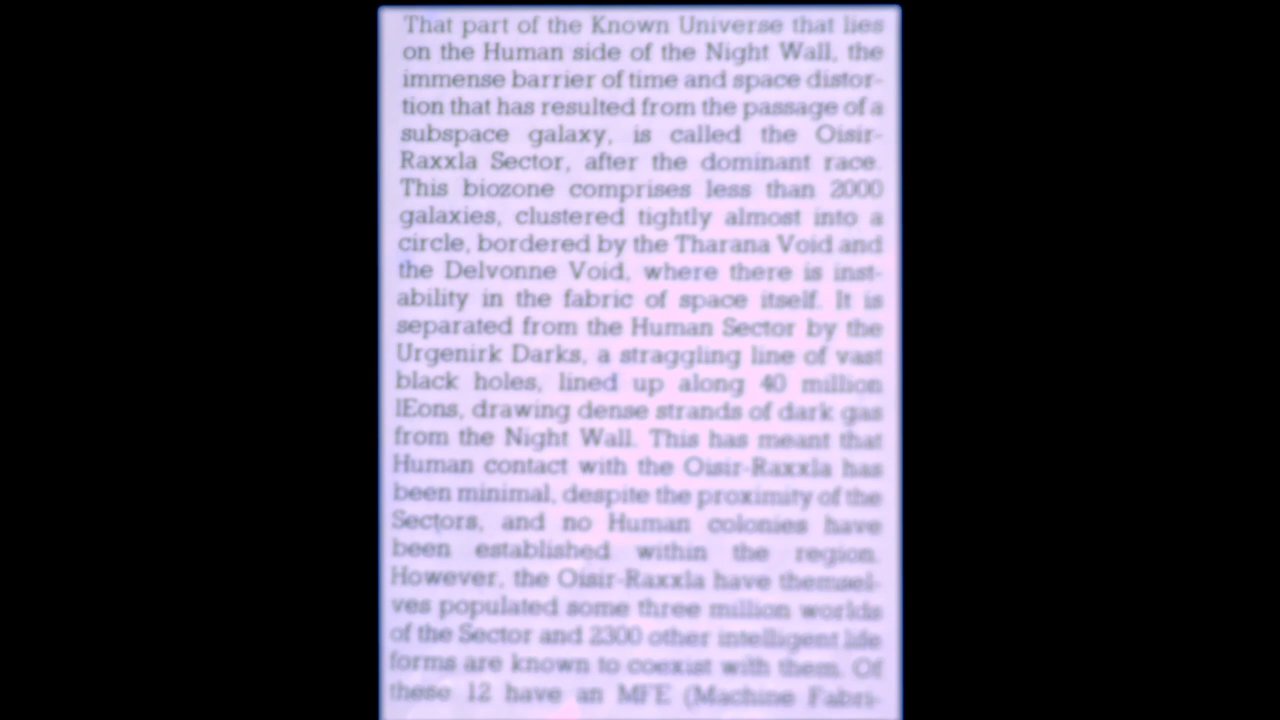 That part of the Known Universe that lies
on the Human side of the Night Wall, the
immense barrier of time and space distor-
tion that has resulted from the passage of a
subspace galaxy, is called the Oisir-
Raxxla Sector, after the dominant race.
This biozone comprises less than 2000
galaxies, clustered tightly almost into a
circle, bordered by the Tharana Void and
the Delvonne Void, where there is inst-
ability in the fabric of space itself. It is
separated from the Human Sector by the
Urgenirk Darks, a straggling line of vast
black holes, lined up along 40 million
lEons, drawing dense strands of dark gas
from the Night Wall. This has meant that
Human contact with the Oisir-Raxxla has
been minimal, despite the proximity of the
Sectors, and no Human colonies have
been established within the region.
However, the Oisir-Raxxla have themsel-
ves populated some three million worlds
of the Sector and 2300 other intelligent life
forms are known to coexist with them. Of
these 12 have an MFE (Machine Fabri-